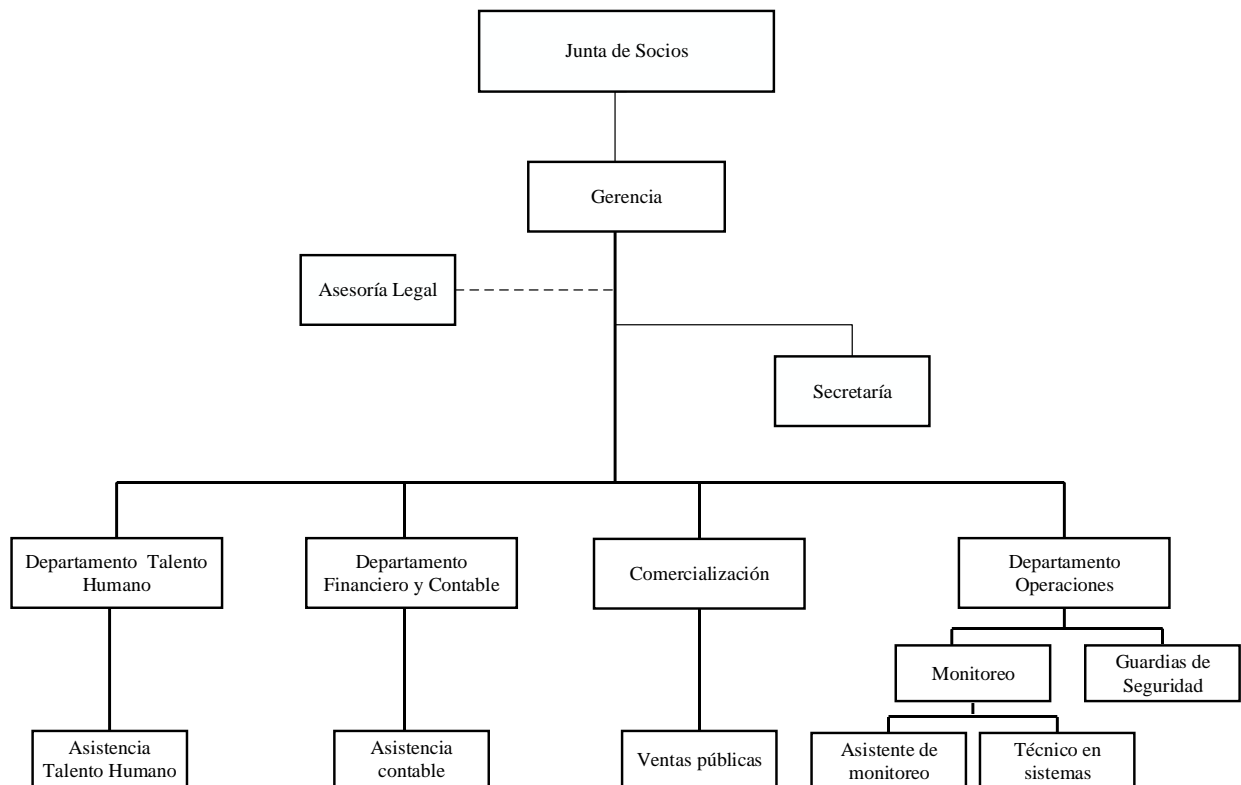 Junta de Socios
Gerencia
Asesoría Legal
Secretaría
Departamento Talento
Humano
Departamento
Financiero y Contable
Comercialización
Departamento
Operaciones
Monitoreo
Guardias de
Seguridad
Asistencia
Talento Humano
Asistencia
contable
Ventas públicas
Asistente de
monitoreo
Técnico en
sistemas